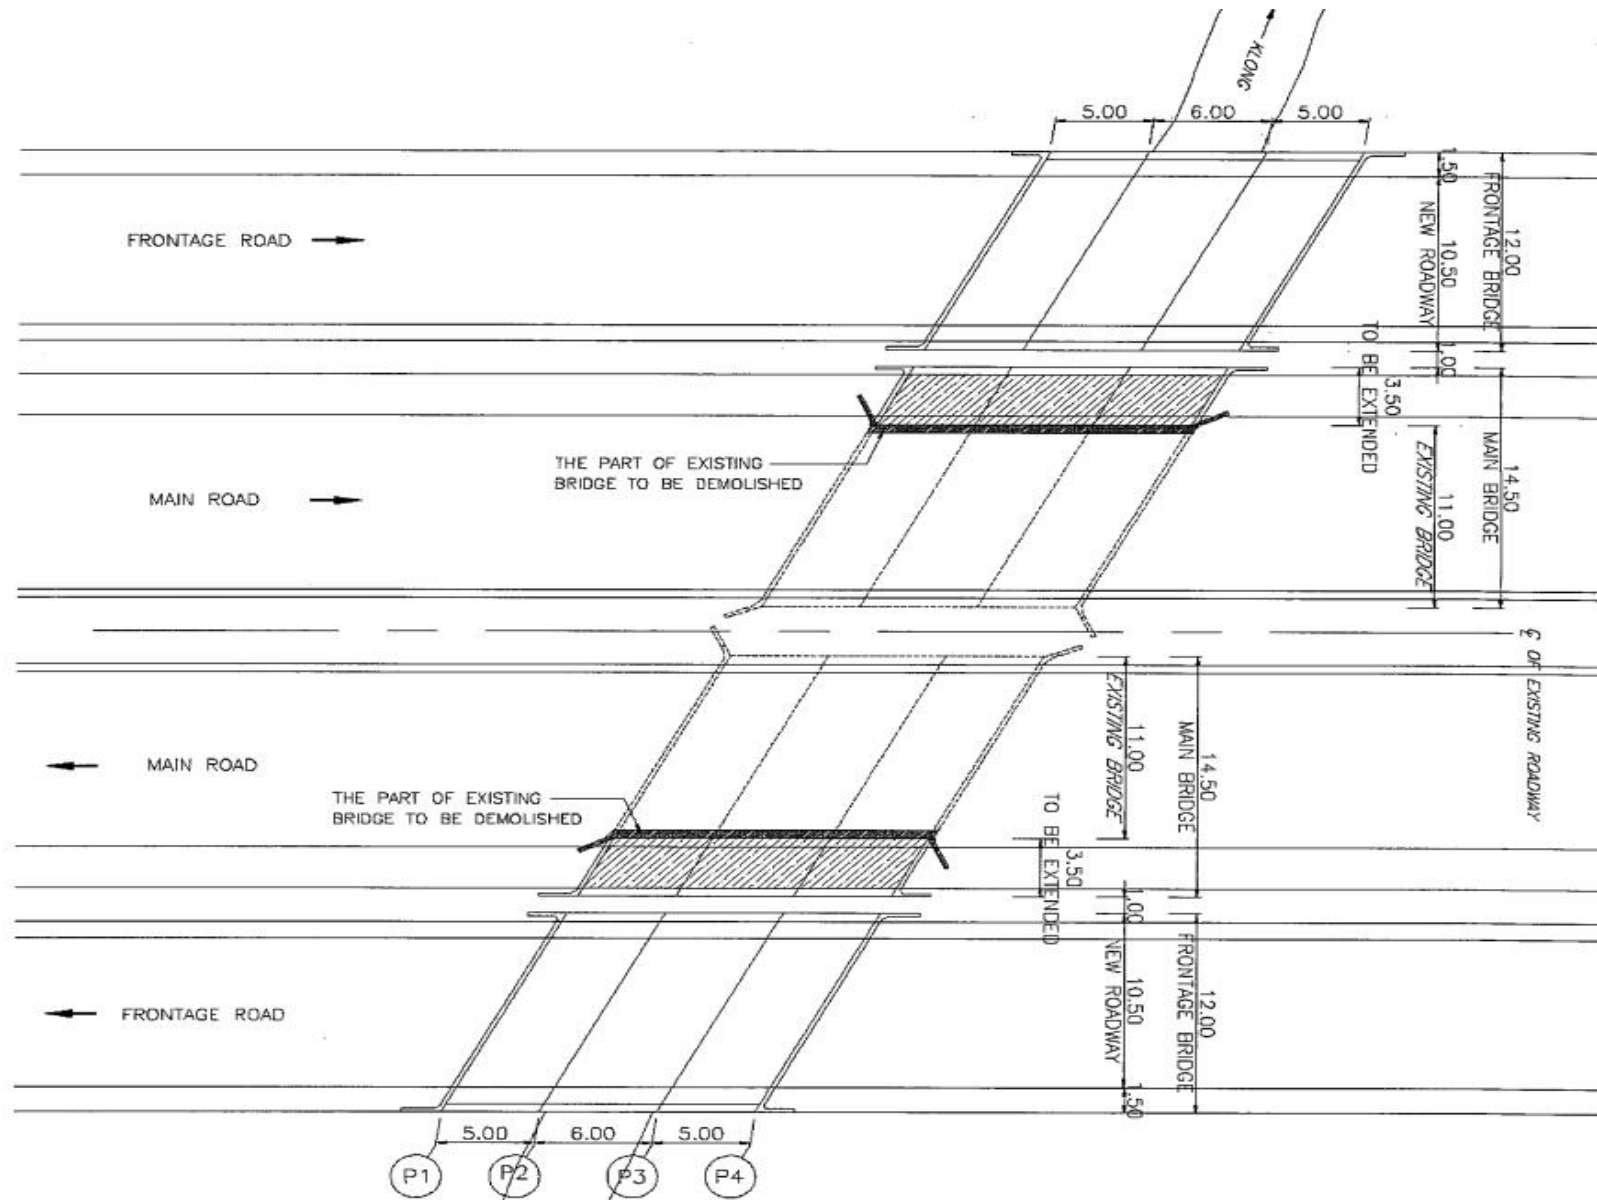 KLONG
5.00 6.00 5.00
1.50
FRONTAGE BRIDGE
12.00
NEW ROADWAY
10.50
FRONTAGE ROAD
TO BE EXTENDED
1.00
3.50
THE PART OF EXISTING
BRIDGE TO BE DEMOLISHED
MAIN BRIDGE
14.50
EXISTING BRIDGE
11.00
MAIN ROAD
℄ OF EXISTING ROADWAY
EXISTING BRIDGE
11.00
MAIN BRIDGE
14.50
MAIN ROAD
THE PART OF EXISTING
BRIDGE TO BE DEMOLISHED
TO BE EXTENDED
3.50
1.00
NEW ROADWAY
10.50
FRONTAGE BRIDGE
12.00
FRONTAGE ROAD
1.50
5.00 6.00 5.00
P1 P2 P3 P4